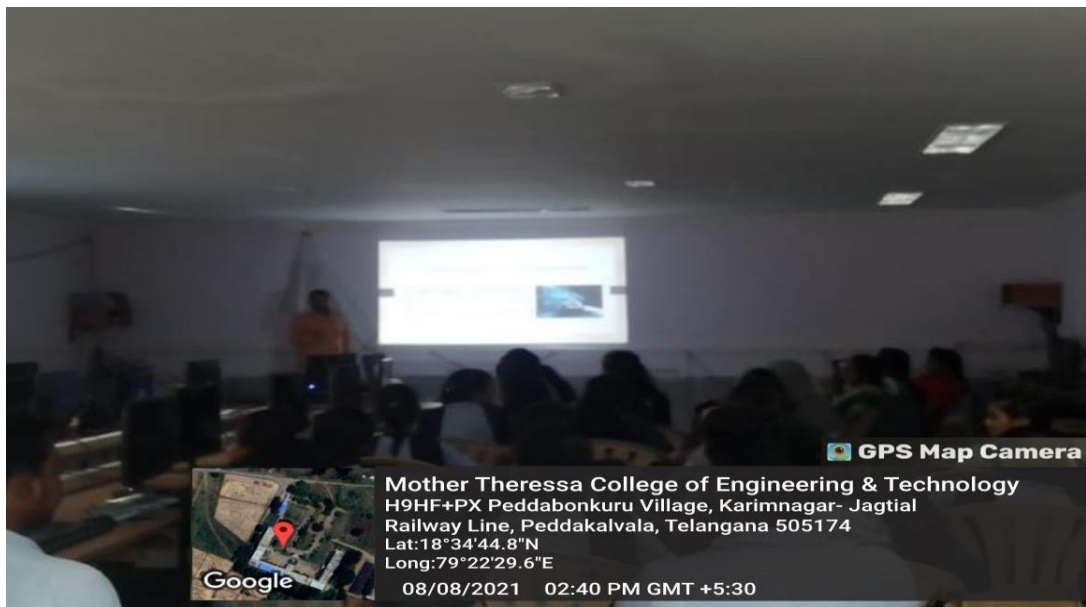 GPS Map Camera
Mother Theressa College of Engineering & Technology
H9HF+PX Peddabonkuru Village, Karimnagar- Jagtial
Railway Line, Peddakalvala, Telangana 505174
Lat:18°34'44.8"N
Long:79°22'29.6"E
08/08/2021 02:40 PM GMT +5:30
Google